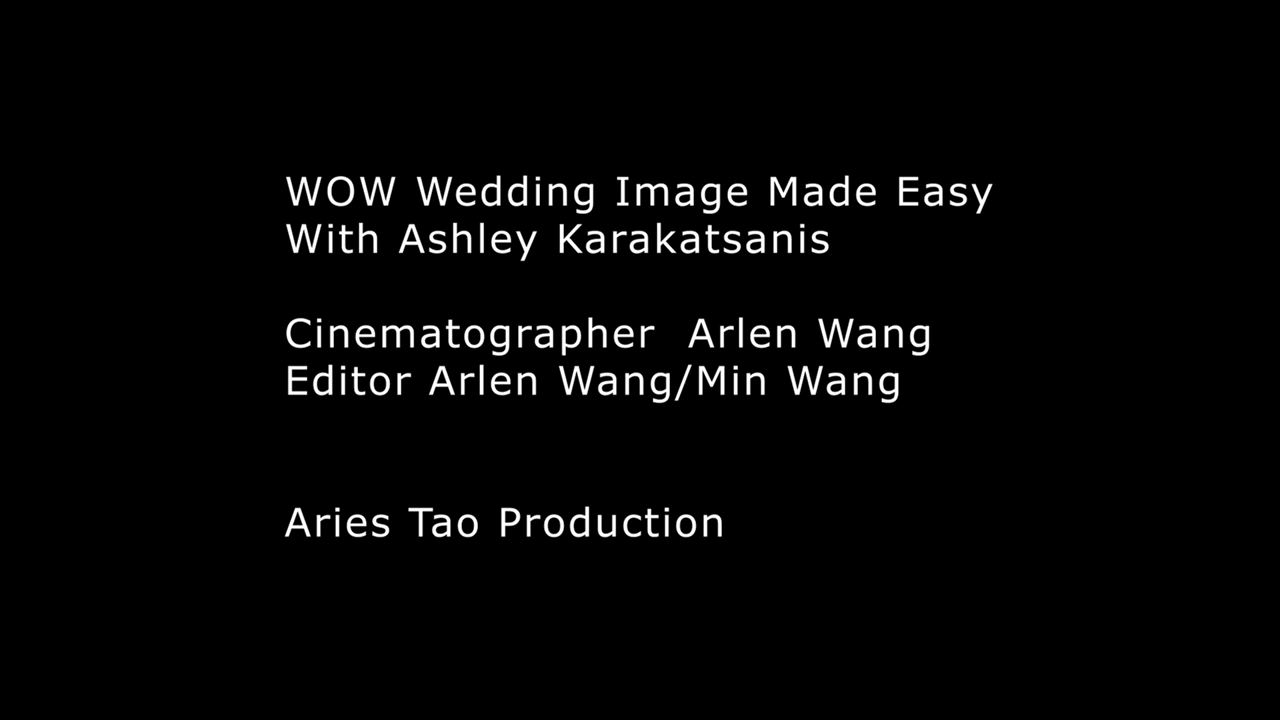 WOW Wedding Image Made Easy
With Ashley Karakatsanis
Cinematographer  Arlen Wang
Editor Arlen Wang/Min Wang
Aries Tao Production